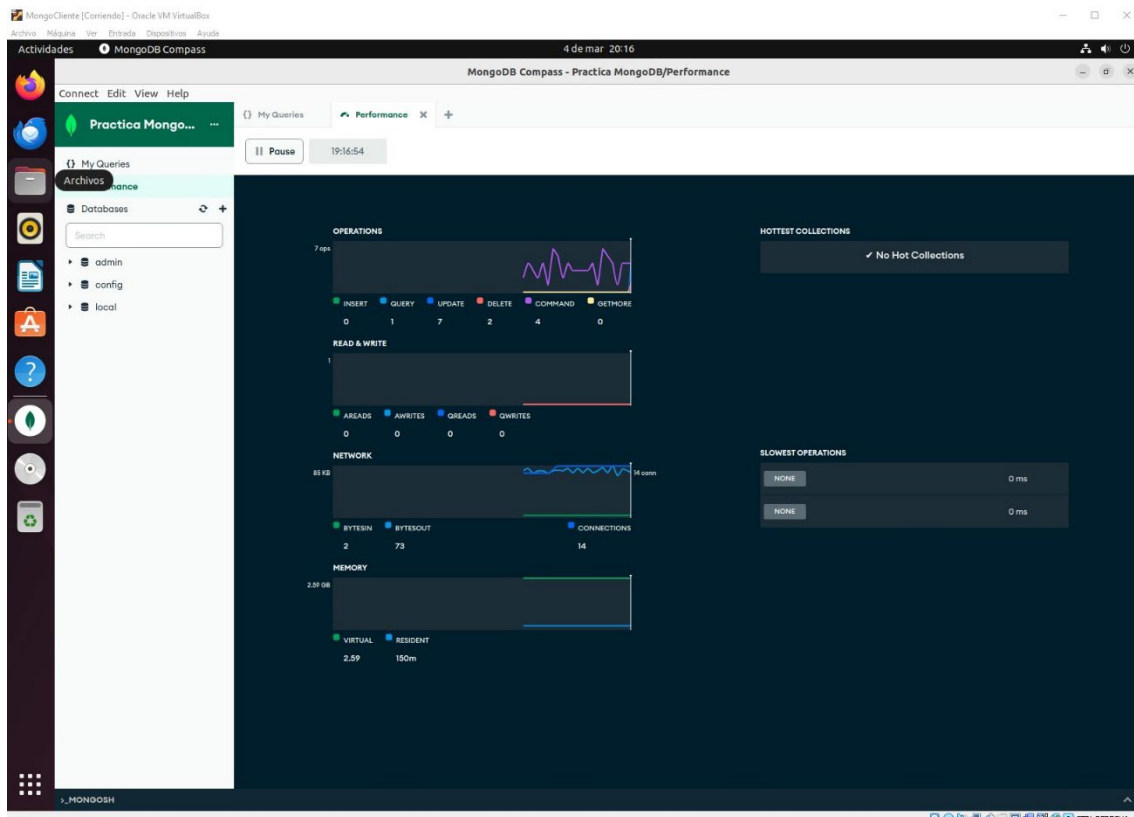 MongoCliente [Corriendo] - Oracle VM VirtualBox
Archivo Máquina Ver Entrada Dispositivos Ayuda
Actividades MongoDB Compass 4 de mar 20:16
MongoDB Compass - Practica MongoDB/Performance
Connect Edit View Help
Practica Mongo... ...
{} My Queries Performance X +
Pause 19:16:54
{} My Queries
Archivos mance
Databases +
Search
admin
config
local
OPERATIONS
7 ops
INSERT QUERY UPDATE DELETE COMMAND GETMORE
0 1 7 2 4 0
READ & WRITE
1
AREADS AWRITES QREADS QWRITES
0 0 0 0
NETWORK
85 KB 14 conn
BYTESIN BYTESOUT CONNECTIONS
2 73 14
MEMORY
2.59 GB
VIRTUAL RESIDENT
2.59 150m
HOTTEST COLLECTIONS
✔ No Hot Collections
SLOWEST OPERATIONS
NONE 0 ms
NONE 0 ms
>_MONGOSH